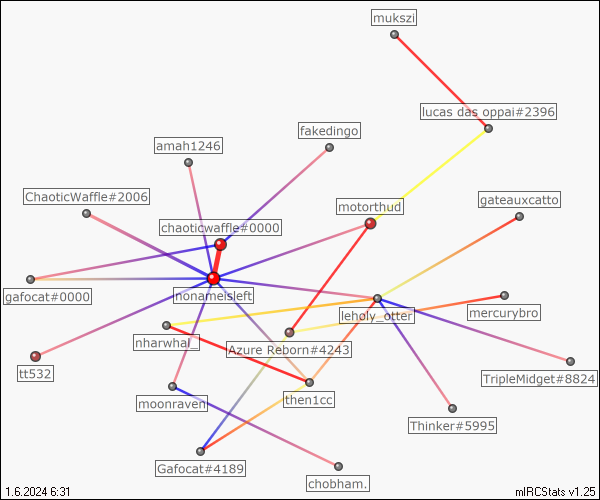 mukszi
lucas das oppai#2396
fakedingo
amah1246
ChaoticWaffle#2006
gateauxcatto
motorthud
chaoticwaffle#0000
gafocat#0000
nonameisleft
leholy_otter
mercurybro
nharwhal_
Azure Reborn#4243
tt532
TripleMidget#8824
moonraven
then1cc
Thinker#5995
Gafocat#4189
chobham.
1.6.2024 6:31
mIRCStats v1.25